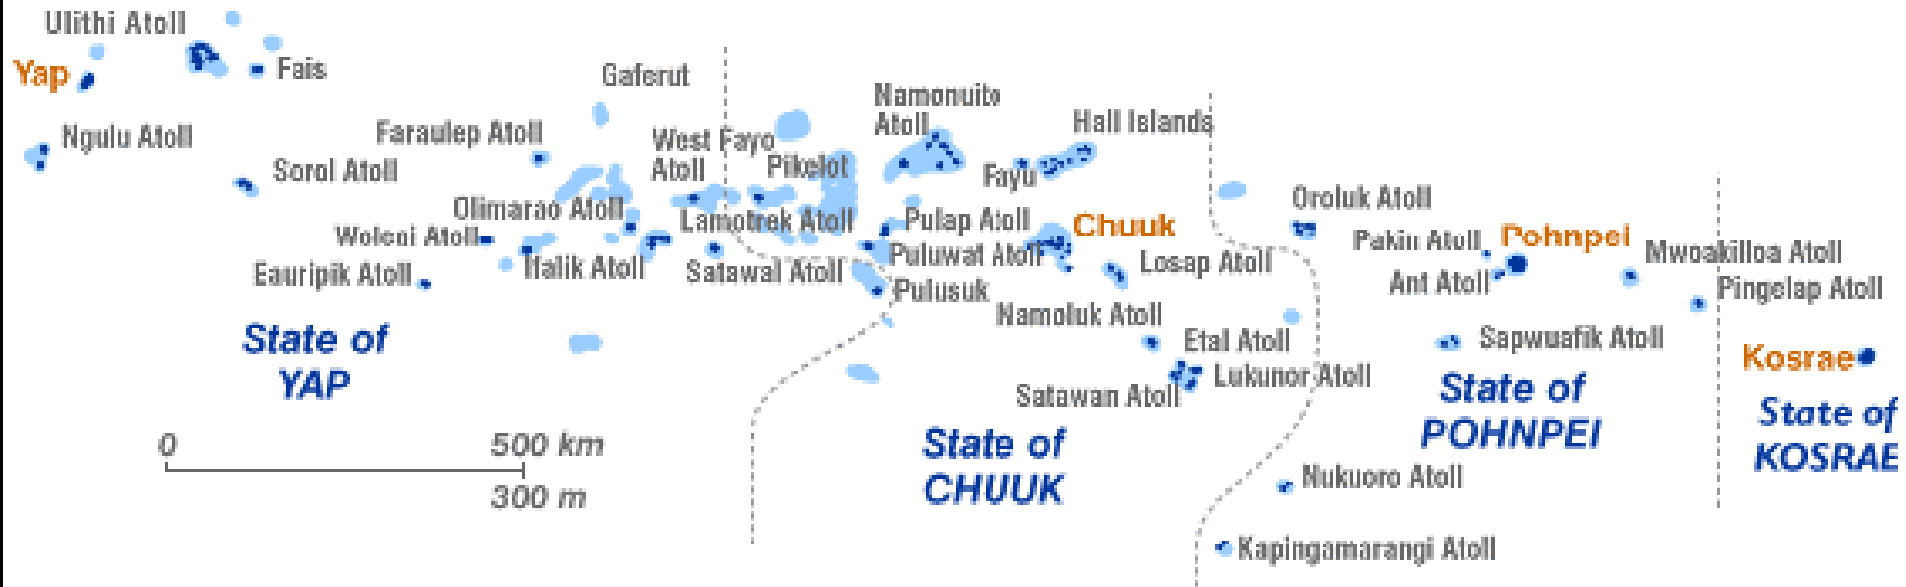 Ulithi Atoll
Yap
Fais
Gaferut
Ngulu Atoll
Faraulep Atoll
West Fayo
Atoll
Pikelot
Namonuito
Atoll
Hall Islands
Fayu
Sorol Atoll
Olimarao Atoll
Lamotrek Atoll
Pulap Atoll
Chuuk
Oroluk Atoll
Woleai Atoll
Ifalik Atoll
Eauripik Atoll
Satawal Atoll
Puluwat Atoll
Pulusuk
Losap Atoll
Pakin Atoll
Pohnpei
Mwoakilloa Atoll
Ant Atoll
Pingelap Atoll
Namoluk Atoll
Etal Atoll
Sapwuafik Atoll
Kosrae
Lukunor Atoll
Satawan Atoll
State of
YAP
State of
CHUUK
State of
POHNPEI
State of
KOSRAE
0
500 km
300 m
Nukuoro Atoll
Kapingamarangi Atoll